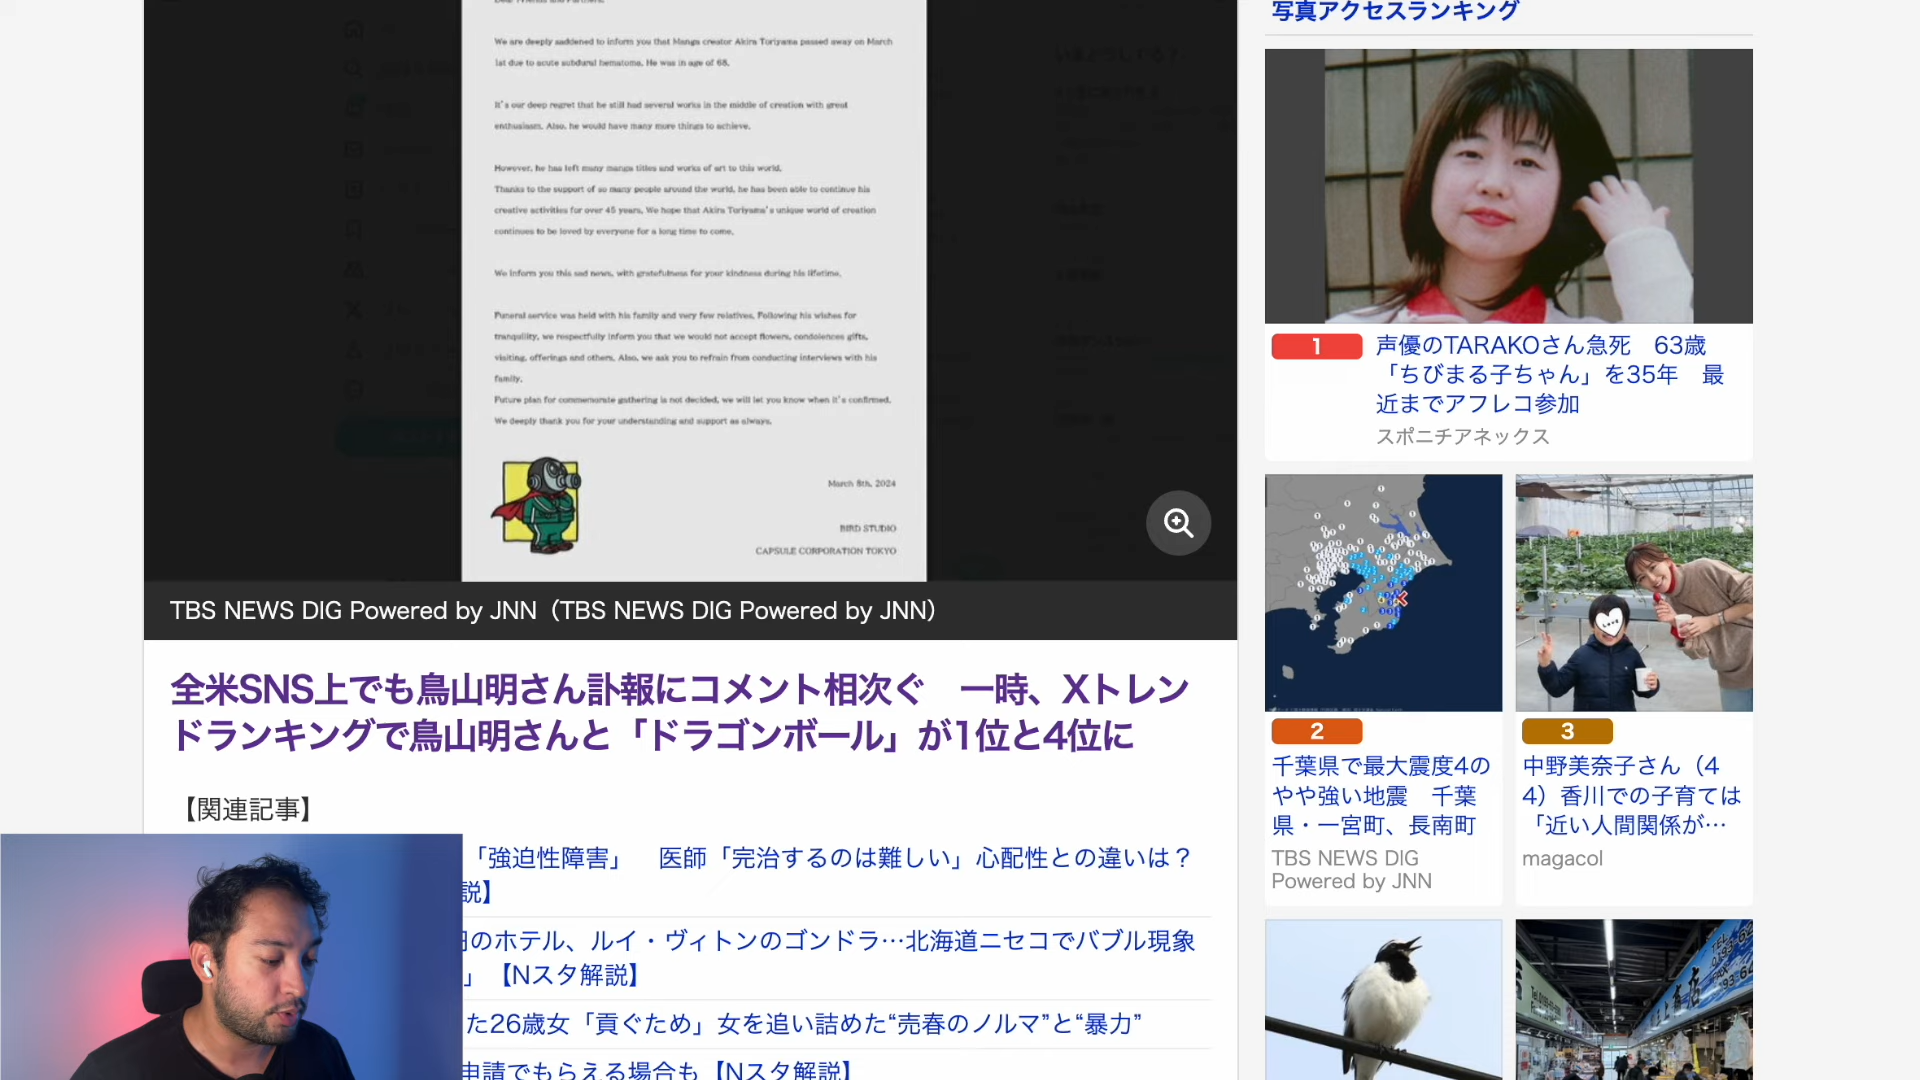 We are deeply saddened to inform you that Manga creator Akira Toriyama passed away on March
1st due to acute subdural hematoma. He was in age of 68.
It's our deep regret that he still had several works in the middle of creation with great
enthusiasm. Also, he would have many more things to achieve.
However, he has left many manga titles and works of art to this world.
Thanks to the support of so many people around the world, he has been able to continue his
creative activities for over 45 years. We hope that Akira Toriyama's unique world of creation
continues to be loved by everyone for a long time to come.
We inform you this sad news, with gratefulness for your kindness during his lifetime.
Funeral service was held with his family and very few relatives. Following his wishes for
tranquility, we respectfully inform you that we would not accept flowers, condolences gifts,
visiting, offerings and others. Also, we ask you to refrain from conducting interviews with his
family.
Future plan for commemorate gathering is not decided, we will let you know when it's confirmed.
We deeply thank you for your understanding and support as always.
March 8th, 2024
BIRD STUDIO
CAPSULE CORPORATION TOKYO
TBS NEWS DIG Powered by JNN（TBS NEWS DIG Powered by JNN）
全米SNS上でも鳥山明さん訃報にコメント相次ぐ　一時、Xトレン
ドランキングで鳥山明さんと「ドラゴンボール」が1位と4位に
【関連記事】
「強迫性障害」　医師「完治するのは難しい」心配性との違いは？
説】
のホテル、ルイ・ヴィトンのゴンドラ…北海道ニセコでバブル現象
」【Nスタ解説】
た26歳女「貢ぐため」女を追い詰めた“売春のノルマ”と“暴力”
申請でもらえる場合も【Nスタ解説】
写真アクセスランキング
1
声優のTARAKOさん急死　63歳
「ちびまる子ちゃん」を35年　最
近までアフレコ参加
スポニチアネックス
2
千葉県で最大震度4の
やや強い地震　千葉
県・一宮町、長南町
TBS NEWS DIG
Powered by JNN
3
中野美奈子さん（4
4）香川での子育ては
「近い人間関係が…
magacol